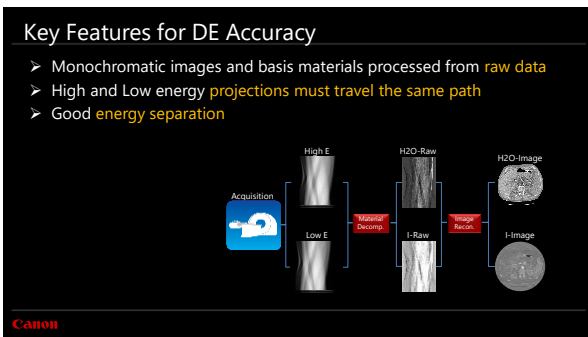 Key Features for DE Accuracy
➢ Monochromatic images and basis materials processed from raw data
➢ High and Low energy projections must travel the same path
➢ Good energy separation
High E
H2O-Raw
H2O-Image
Acquisition
Material
Decomp.
Image
Recon.
Low E
I-Raw
I-Image
Canon